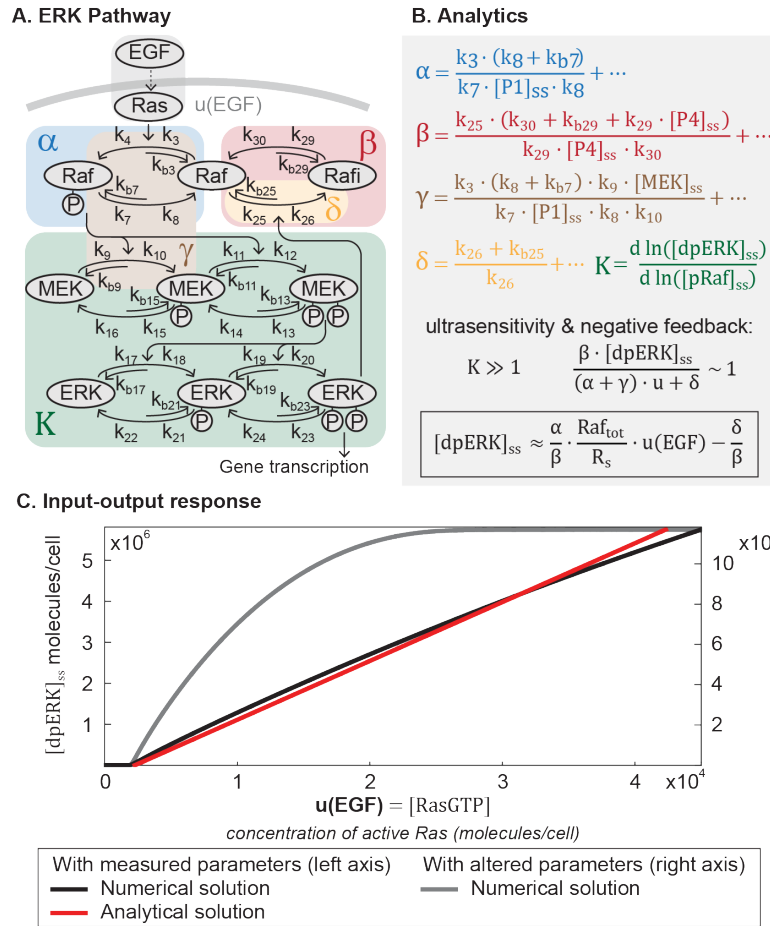 A. ERK Pathway
EGF
Ras
u(EGF)
α
k4 k3
k30 k29
β
kb3
kb29
Raf
Raf
Rafi
P
kb7
kb25
k7 k8
k25 k26
δ
k9 k10
γ
k11 k12
MEK
kb9
MEK
kb11
MEK
kb15
kb13
P
P P
k16 k15
k14 k13
k17 k18
k19 k20
ERK
kb17
ERK
kb19
ERK
kb21
kb23
P
P P
K
k22 k21
k24 k23
Gene transcription
B. Analytics
α = k3 · (k8 + kb7) / k7 · [P1]ss · k8 + ···
β = k25 · (k30 + kb29 + k29 · [P4]ss) / k29 · [P4]ss · k30 + ···
γ = k3 · (k8 + kb7) · k9 · [MEK]ss / k7 · [P1]ss · k8 · k10 + ···
δ = k26 + kb25 / k26 + ··· K = d ln([dpERK]ss) / d ln([pRaf]ss)
ultrasensitivity & negative feedback:
K ≫ 1 β · [dpERK]ss / (α + γ) · u + δ ~ 1
[dpERK]ss ≈ α/β · Raftot/Rs · u(EGF) − δ/β
C. Input-output response
x10^6
x10
5
4
3
2
1
10
8
6
4
2
[dpERK]ss molecules/cell
0 1 2 3 4 x10^4
u(EGF) = [RasGTP]
concentration of active Ras (molecules/cell)
With measured parameters (left axis)
Numerical solution
Analytical solution
With altered parameters (right axis)
Numerical solution